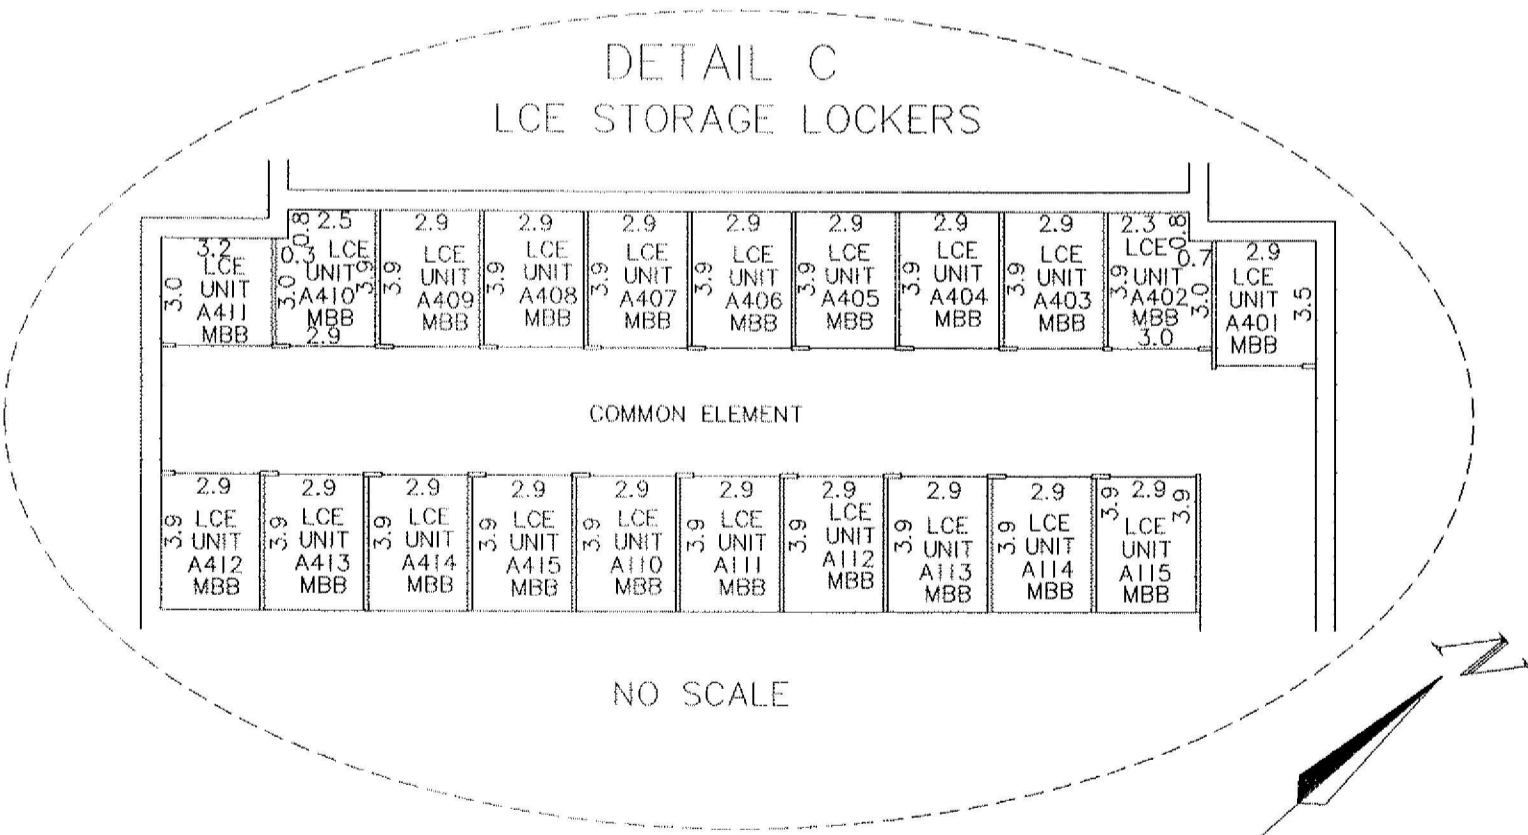 DETAIL C
LCE STORAGE LOCKERS
3.2
3.0
LCE
UNIT
A411
MBB
0.8
2.5
0.3
3.0
3.9
LCE
UNIT
A410
MBB
2.9
2.9
3.9
LCE
UNIT
A409
MBB
2.9
3.9
LCE
UNIT
A408
MBB
2.9
3.9
LCE
UNIT
A407
MBB
2.9
3.9
LCE
UNIT
A406
MBB
2.9
3.9
LCE
UNIT
A405
MBB
2.9
3.9
LCE
UNIT
A404
MBB
2.9
3.9
LCE
UNIT
A403
MBB
2.3
0.8
0.7
3.9
3.0
LCE
UNIT
A402
MBB
3.0
2.9
3.5
LCE
UNIT
A401
MBB
COMMON ELEMENT
2.9
3.9
LCE
UNIT
A412
MBB
2.9
3.9
LCE
UNIT
A413
MBB
2.9
3.9
LCE
UNIT
A414
MBB
2.9
3.9
LCE
UNIT
A415
MBB
2.9
3.9
LCE
UNIT
A110
MBB
2.9
3.9
LCE
UNIT
A111
MBB
2.9
3.9
LCE
UNIT
A112
MBB
2.9
3.9
LCE
UNIT
A113
MBB
2.9
3.9
LCE
UNIT
A114
MBB
2.9
3.9
3.9
LCE
UNIT
A115
MBB
NO SCALE
N